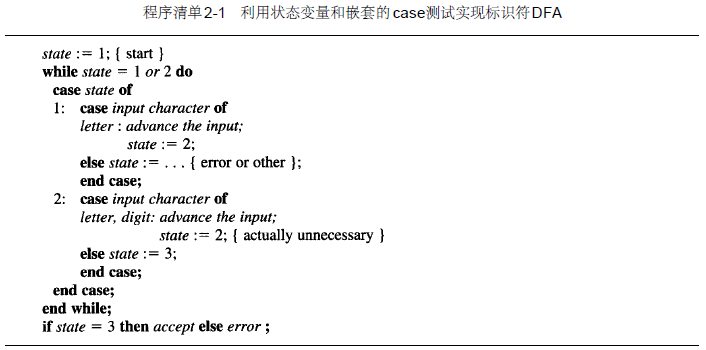 程序清单2-1 利用状态变量和嵌套的case测试实现标识符DFA
state := 1; { start }
while state = 1 or 2 do
case state of
1: case input character of
letter : advance the input;
state := 2;
else state := . . . { error or other };
end case;
2: case input character of
letter, digit: advance the input;
state := 2; { actually unnecessary }
else state := 3;
end case;
end case;
end while;
if state = 3 then accept else error ;